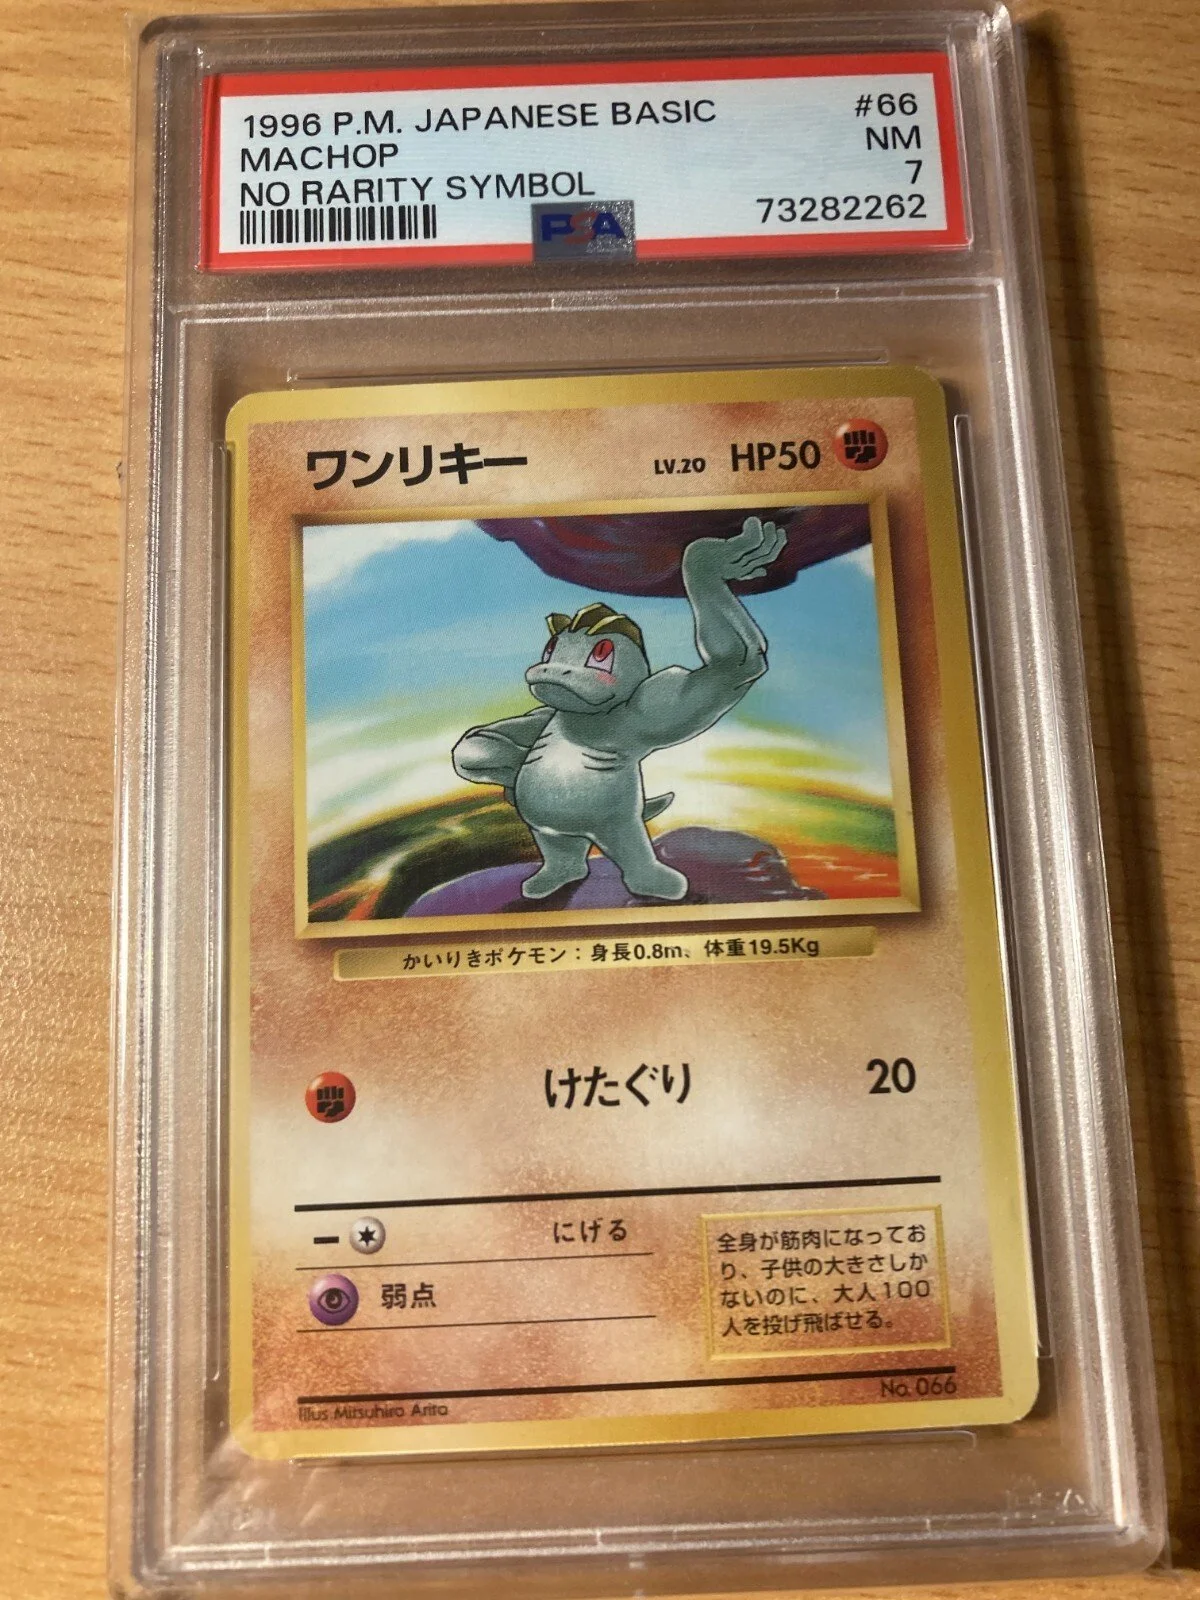 1996 P.M. JAPANESE BASIC #66
MACHOP NM
NO RARITY SYMBOL 7
PSA 73282262
ワンリキー LV.20 HP50
かいりきポケモン：身長0.8m、体重19.5Kg
けたぐり 20
にげる
弱点
全身が筋肉になってお
り、子供の大きさしか
ないのに、大人100
人を投げ飛ばせる。
Illus. Mitsuhiro Arita No. 066